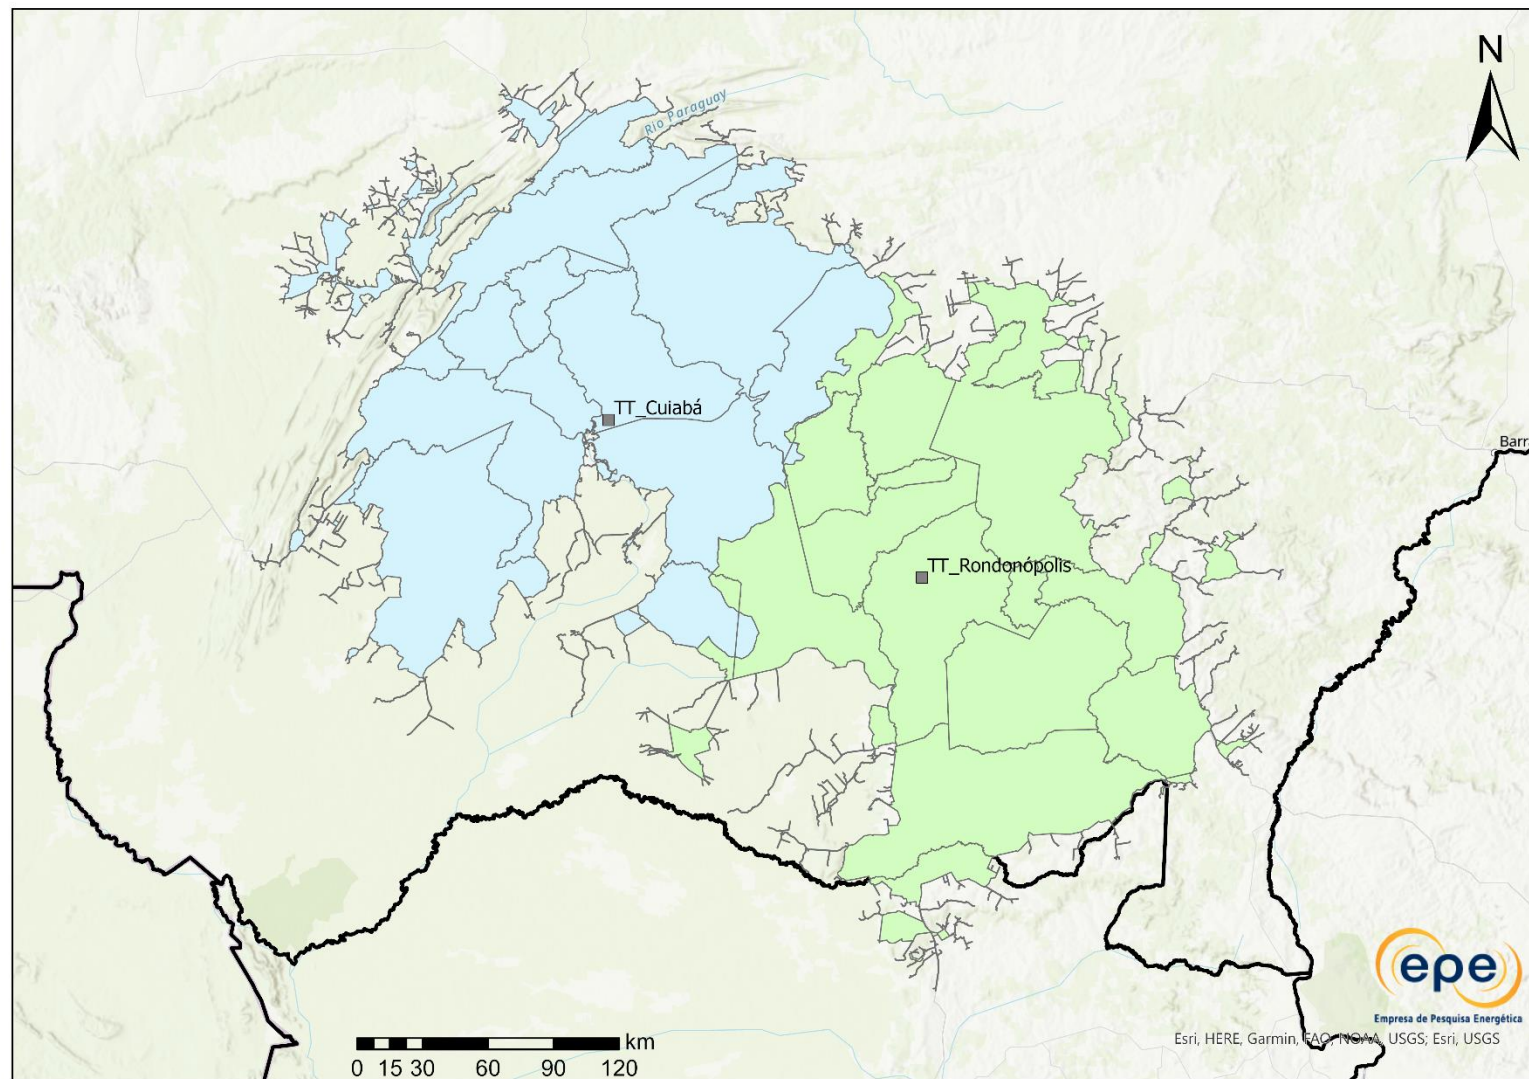 N
Rio Paraguay
TT_Cuiabá
Barr
TT_Rondonópolis
epe
Empresa de Pesquisa Energética
km
0 15 30 60 90 120
Esri, HERE, Garmin, FAO, NOAA, USGS; Esri, USGS